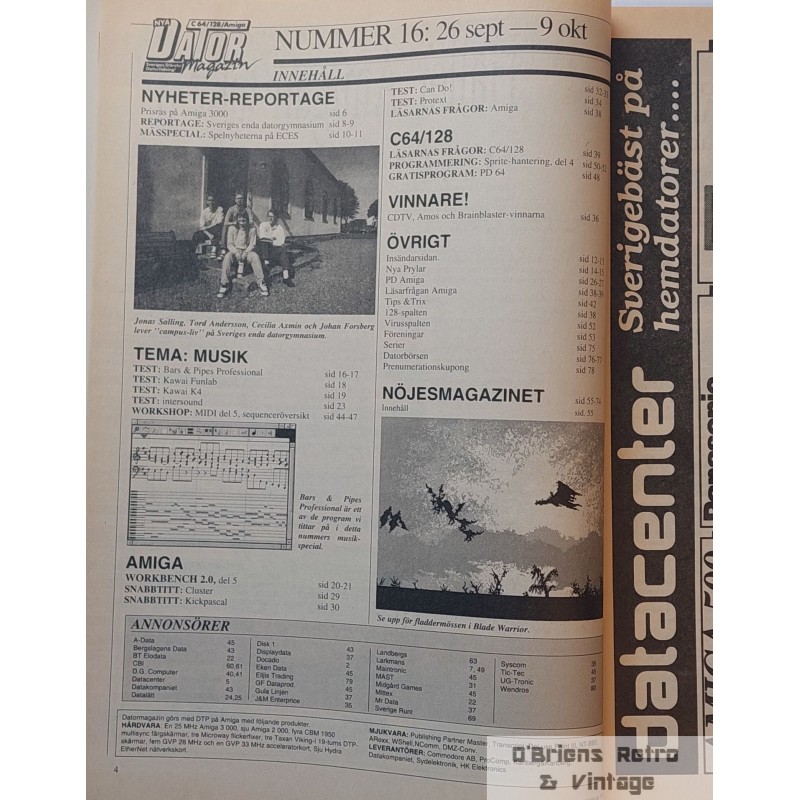 NYA
C 64/128/Amiga
DATOR
Magazin
NUMMER 16: 26 sept — 9 okt
INNEHÅLL
NYHETER-REPORTAGE
Prisras på Amiga 3000 sid 6
REPORTAGE: Sveriges enda datorgymnasium sid 8-9
MÄSSPECIAL: Spelnyheterna på ECES sid 10-11
Jonas Salling, Tord Andersson, Cecilia Axmin och Johan Forsberg
lever "campus-liv" på Sveriges enda datorgymnasium.
TEMA: MUSIK
TEST: Bars & Pipes Professional sid 16-17
TEST: Kawai Funlab sid 18
TEST: Kawai K4 sid 19
TEST: intersound sid 23
WORKSHOP: MIDI del 5, sequenceröversikt sid 44-47
Bars & Pipes
Professional är ett
av de program vi
tittar på i detta
nummers musik-
special.
AMIGA
WORKBENCH 2.0, del 5 sid 20-21
SNABBTITT: Cluster sid 29
SNABBTITT: Kickpascal sid 30
TEST: Can Do! sid 32-
TEST: Protext sid 34
LÄSARNAS FRÅGOR: Amiga sid 38
C64/128
LÄSARNAS FRÅGOR: C64/128 sid 39
PROGRAMMERING: Sprite-hantering, del 4 sid 50-52
GRATISPROGRAM: PD 64 sid 48
VINNARE!
CDTV, Amos och Brainblaster-vinnarna sid 36
ÖVRIGT
Insändarsidan. sid 12-
Nya Prylar sid 14-15
PD Amiga sid 26-27
Läsarfrågan Amiga sid 38-39
Tips &Trix sid 42
128-spalten sid 38
Virusspalten sid 52
Föreningar sid 53
Serier sid 75
Datorbörsen sid 76-77
Prenumerationskupong sid 78
NÖJESMAGAZINET sid 55-74
Innehåll sid. 55
Se upp för fladdermössen i Blade Warrior.
ANNONSÖRER
A-Data 45
Bergslagens Data 43
BT Elodata 22
CBI 60,61
D.G. Computer 40,41
Datacenter 5
Datakompaniet 43
Datalätt 24,25
Disk 1 43
Displaydata 43
Docado 37
Eken Data 2
Elljis Trading 45
GF Dataprod 79
Gula Linjen 45
J&M Enterprice 37
36
Landbergs 63
Larkmans 7, 49
Maintronic 37
MAST 45
Midgård Games 31
Mittex 45
Mr Data 22
Sverige Runt 37
69
Syscom 35
Tic-Tec 45
UG-Tronic 37
Wendros 80
Datormagazin görs med DTP på Amiga med följande produkter.
HÅRDVARA: En 25 MHz Amiga 3000, sju Amiga 2000, fyra CBM 1950
multisync färgskärmar, tre Microway flickerfixer, tre Taxan Viking-i 19-tums DTP-
skärmar, fem GVP 28 MHz och en GVP 33 MHz acceleratorkort, Sju Hydra
EtherNet nätverkskort.
MJUKVARA: Publishing Partner Master,
ARexx, WShell, NComm, DMZ-Conv.
LEVERANTÖRER: Commodore AB, ProComp,
Datakompaniet, Sydelektronik, HK Elektronics.
4
Sverigebäst på
hemdatorer....
datacenter
AMIGA 500
Panasonic
O'Briens Retro
& Vintage